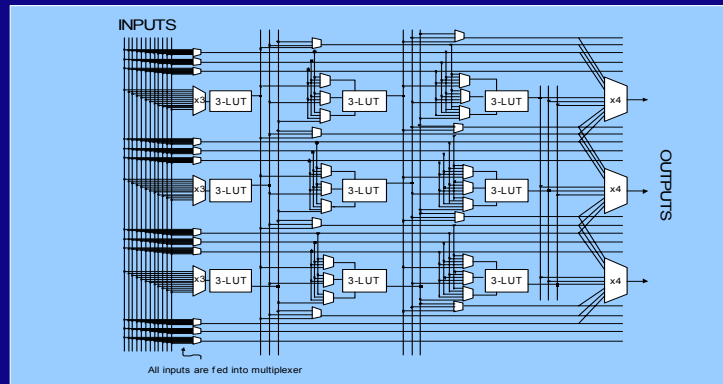 INPUTS
x3 3-LUT 3-LUT 3-LUT x4
x3 3-LUT 3-LUT 3-LUT x4
OUTPUTS
x3 3-LUT 3-LUT 3-LUT x4
All inputs are fed into multiplexer